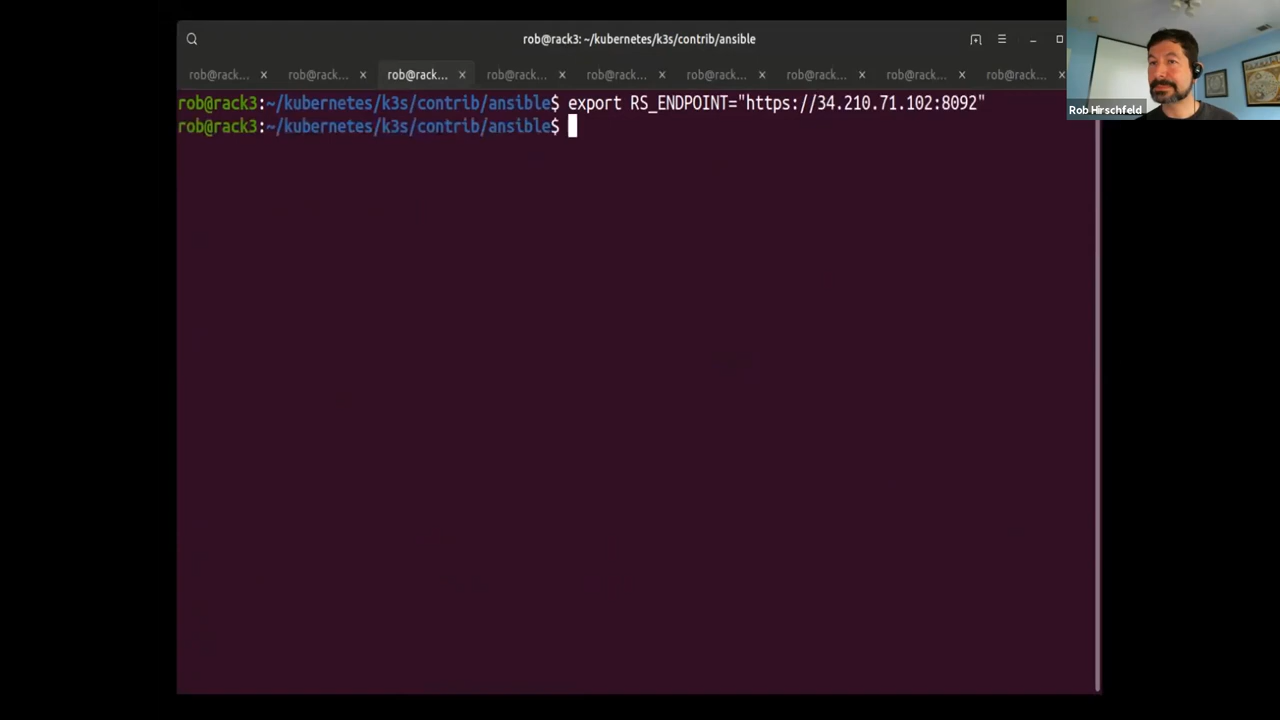 rob@rack3: ~/kubernetes/k3s/contrib/ansible
rob@rack... × rob@rack... × rob@rack... × rob@rack... × rob@rack... × rob@rack... × rob@rack... × rob@rack... × rob@rack... ×
rob@rack3:~/kubernetes/k3s/contrib/ansible$ export RS_ENDPOINT="https://34.210.71.102:8092"
rob@rack3:~/kubernetes/k3s/contrib/ansible$
Rob Hirschfeld